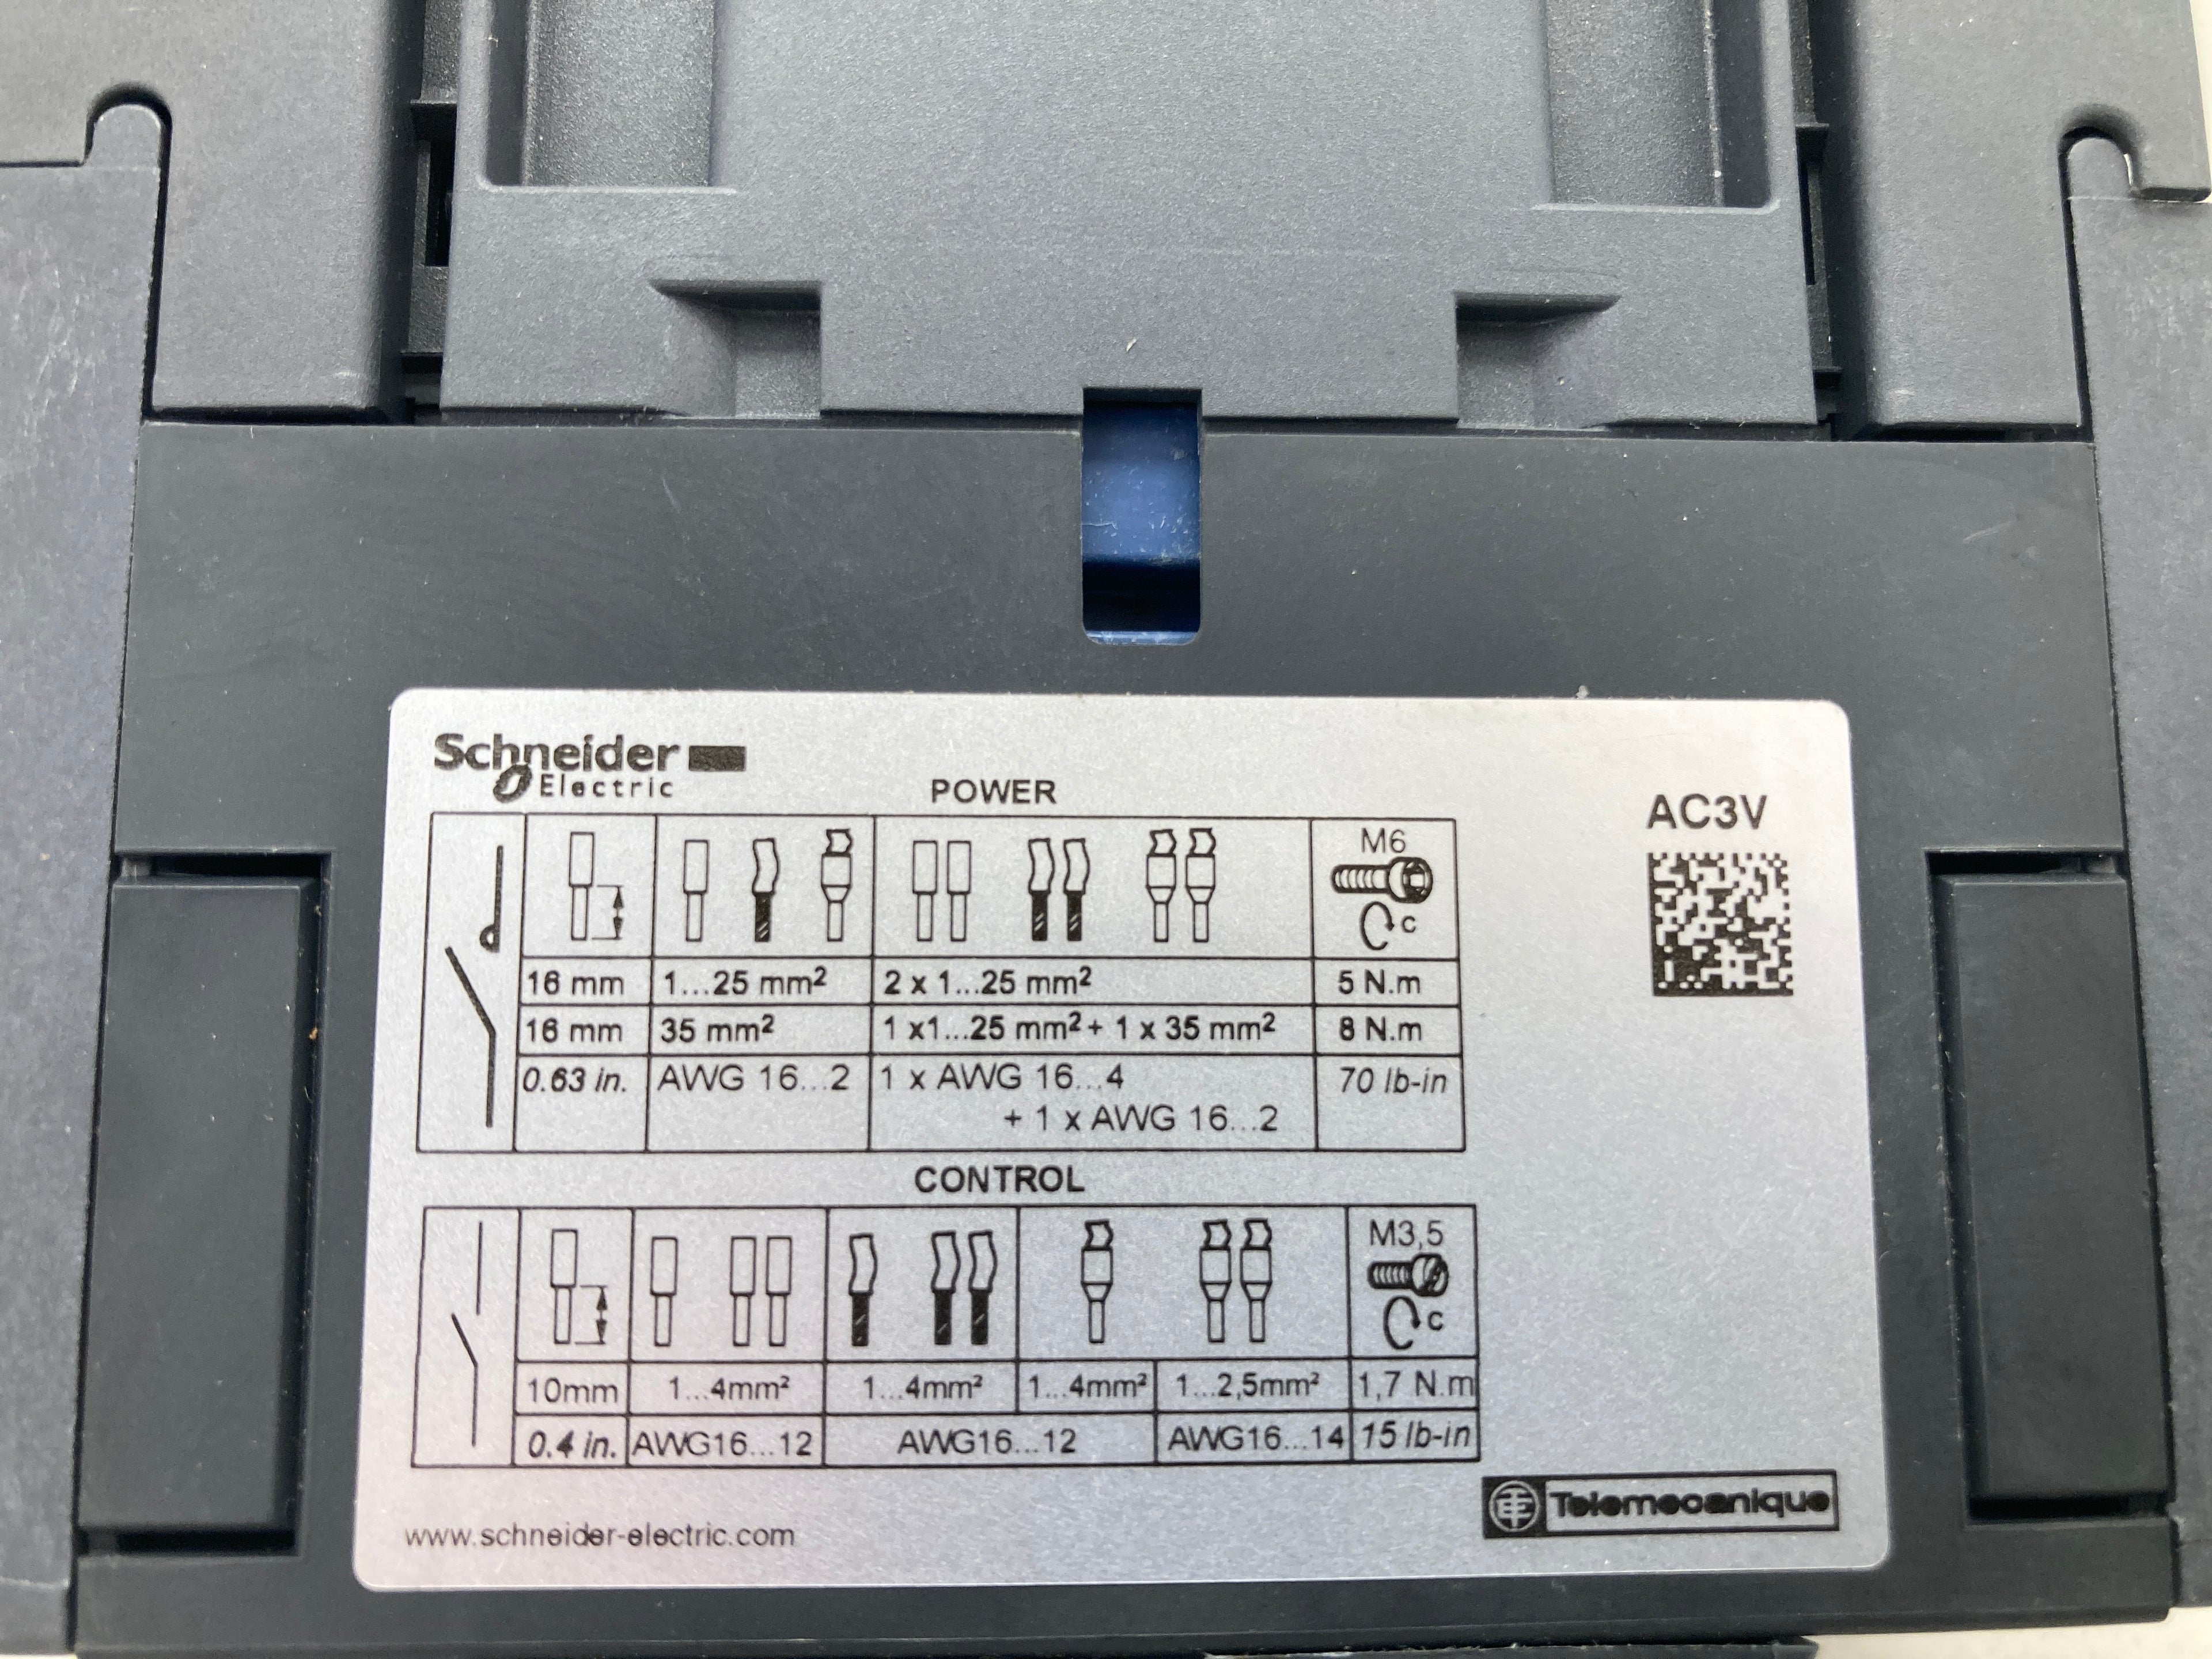 Schneider
Electric
POWER
AC3V
M6
C
16 mm 1...25 mm² 2 x 1...25 mm² 5 N.m
16 mm 35 mm² 1 x1...25 mm² + 1 x 35 mm² 8 N.m
0.63 in. AWG 16...2 1 x AWG 16...4 70 lb-in
+ 1 x AWG 16...2
CONTROL
M3,5
C
10mm 1...4mm² 1...4mm² 1...4mm² 1...2,5mm² 1,7 N.m
0.4 in. AWG16...12 AWG16...12 AWG16...14 15 lb-in
Telemecanique
www.schneider-electric.com